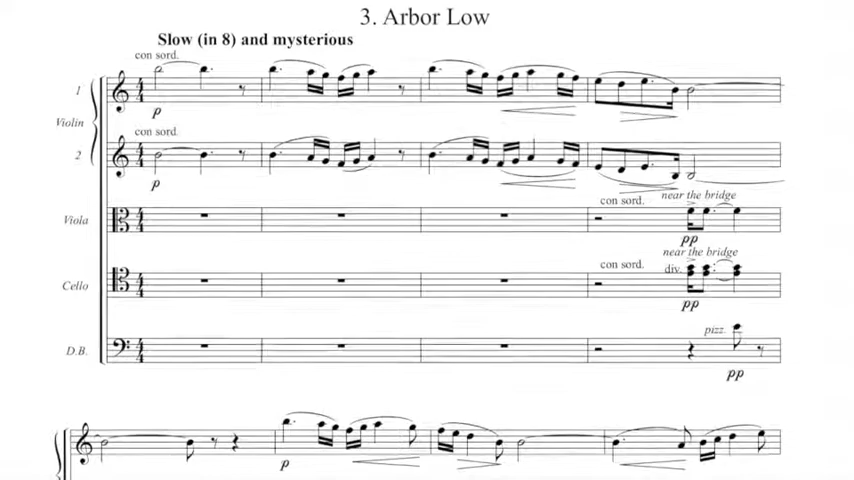 3. Arbor Low
Slow (in 8) and mysterious
con sord.
1
p
Violin
con sord.
2
p
near the bridge
con sord.
Viola
pp
near the bridge
con sord.
div.
Cello
pp
pizz.
D.B.
pp
p